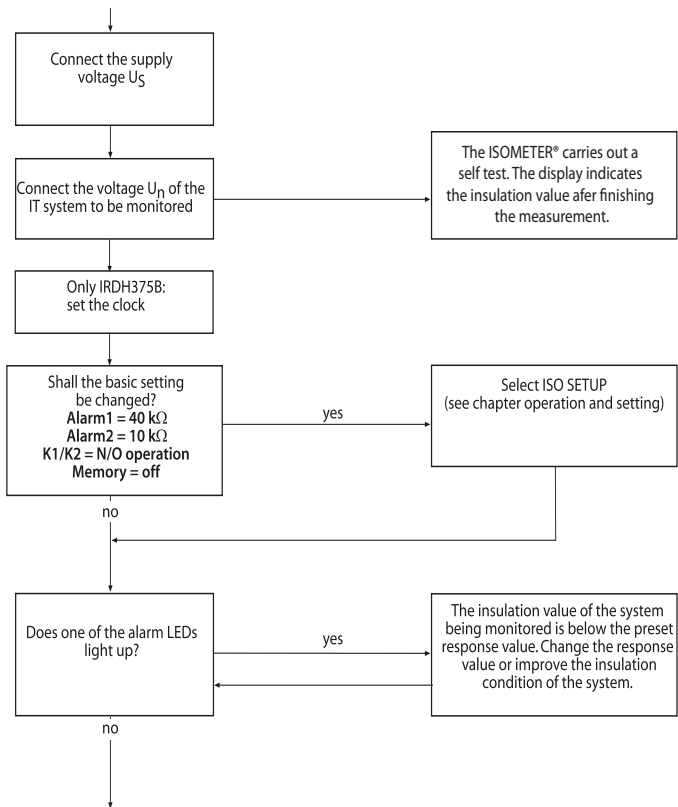 Connect the supply
voltage US
Connect the voltage Un of the
IT system to be monitored
The ISOMETER® carries out a
self test. The display indicates
the insulation value afer finishing
the measurement.
Only IRDH375B:
set the clock
Shall the basic setting
be changed?
Alarm1 = 40 kΩ
Alarm2 = 10 kΩ
K1/K2 = N/O operation
Memory = off
yes
Select ISO SETUP
(see chapter operation and setting)
no
Does one of the alarm LEDs
light up?
yes
The insulation value of the system
being monitored is below the preset
response value. Change the response
value or improve the insulation
condition of the system.
no